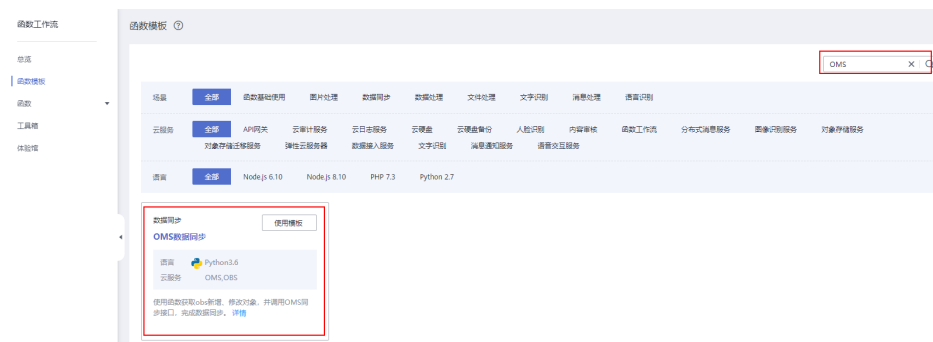 函数工作流
总览
函数模板
函数
工具箱
体验馆
函数模板
OMS
场景 全部 函数基础使用 图片处理 数据同步 数据处理 文件处理 文字识别 消息处理 语言识别
云服务 全部 API网关 云审计服务 云日志服务 云硬盘 云硬盘备份 人脸识别 内容审核 函数工作流 分布式消息服务 图像识别服务 对象存储服务
对象存储迁移服务 弹性云服务器 数据接入服务 文字识别 消息通知服务 语音交互服务
语言 全部 Node.js 6.10 Node.js 8.10 PHP 7.3 Python 2.7
数据同步 使用模板
OMS数据同步
语言 Python3.6
云服务 OMS,OBS
使用函数获取obs新增、修改对象，并调用OMS同
步接口，完成数据同步。 详情